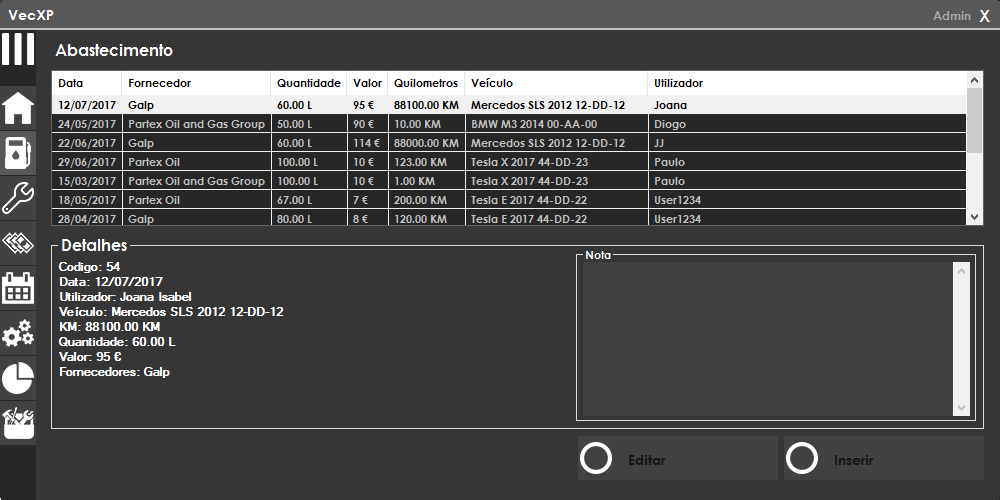 VecXP
Admin X
Abastecimento
Data Fornecedor Quantidade Valor Quilometros Veículo Utilizador
12/07/2017 Galp 60.00 L 95 € 88100.00 KM Mercedos SLS 2012 12-DD-12 Joana
24/05/2017 Partex Oil and Gas Group 50.00 L 90 € 10.00 KM BMW M3 2014 00-AA-00 Diogo
22/06/2017 Galp 60.00 L 114 € 88000.00 KM Mercedos SLS 2012 12-DD-12 JJ
29/06/2017 Partex Oil 100.00 L 10 € 123.00 KM Tesla X 2017 44-DD-23 Paulo
15/03/2017 Partex Oil and Gas Group 100.00 L 10 € 1.00 KM Tesla X 2017 44-DD-23 Paulo
18/05/2017 Partex Oil 67.00 L 7 € 200.00 KM Tesla E 2017 44-DD-22 User1234
28/04/2017 Galp 80.00 L 8 € 120.00 KM Tesla E 2017 44-DD-22 User1234
Detalhes
Codigo: 54
Data: 12/07/2017
Utilizador: Joana Isabel
Veículo: Mercedos SLS 2012 12-DD-12
KM: 88100.00 KM
Quantidade: 60.00 L
Valor: 95 €
Fornecedores: Galp
Nota
Editar
Inserir